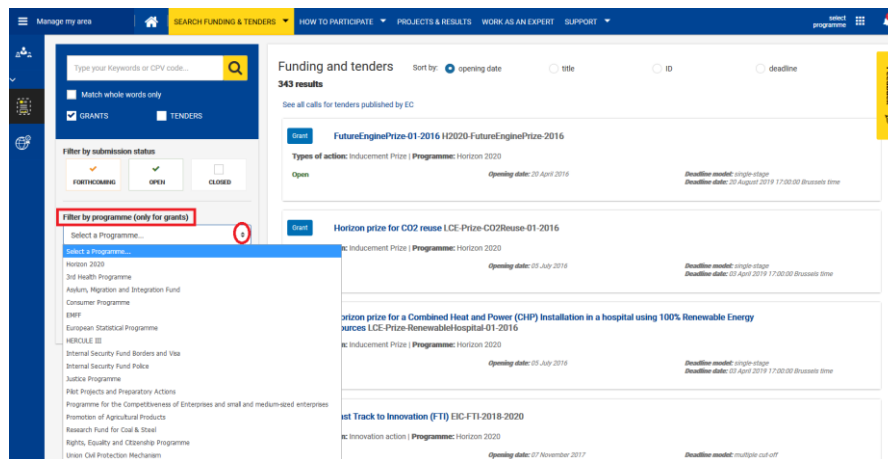 Manage my area
SEARCH FUNDING & TENDERS
HOW TO PARTICIPATE
PROJECTS & RESULTS
WORK AS AN EXPERT
SUPPORT
select
programme
Type your Keywords or CPV code...
Match whole words only
GRANTS
TENDERS
Filter by submission status
FORTHCOMING
OPEN
CLOSED
Filter by programme (only for grants)
Select a Programme...
Select a Programme...
Horizon 2020
3rd Health Programme
Asylum, Migration and Integration Fund
Consumer Programme
EMFF
European Statistical Programme
HERCULE III
Internal Security Fund Borders and Visa
Internal Security Fund Police
Justice Programme
Pilot Projects and Preparatory Actions
Programme for the Competitiveness of Enterprises and small and medium-sized enterprises
Promotion of Agricultural Products
Research Fund for Coal & Steel
Rights, Equality and Citizenship Programme
Union Civil Protection Mechanism
Funding and tenders
Sort by: opening date title ID deadline
343 results
See all calls for tenders published by EC
Grant FutureEnginePrize-01-2016 H2020-FutureEnginePrize-2016
Types of action: Inducement Prize | Programme: Horizon 2020
Open Opening date: 20 April 2016 Deadline model: single-stage
Deadline date: 20 August 2019 17:00:00 Brussels time
Grant Horizon prize for CO2 reuse LCE-Prize-CO2Reuse-01-2016
n: Inducement Prize | Programme: Horizon 2020
Opening date: 05 July 2016 Deadline model: single-stage
Deadline date: 03 April 2019 17:00:00 Brussels time
orizon prize for a Combined Heat and Power (CHP) Installation in a hospital using 100% Renewable Energy
ources LCE-Prize-RenewableHospital-01-2016
n: Inducement Prize | Programme: Horizon 2020
Opening date: 05 July 2016 Deadline model: single-stage
Deadline date: 03 April 2019 17:00:00 Brussels time
ast Track to Innovation (FTI) EIC-FTI-2018-2020
n: Innovation action | Programme: Horizon 2020
Opening date: 07 November 2017 Deadline model: multiple cut-off